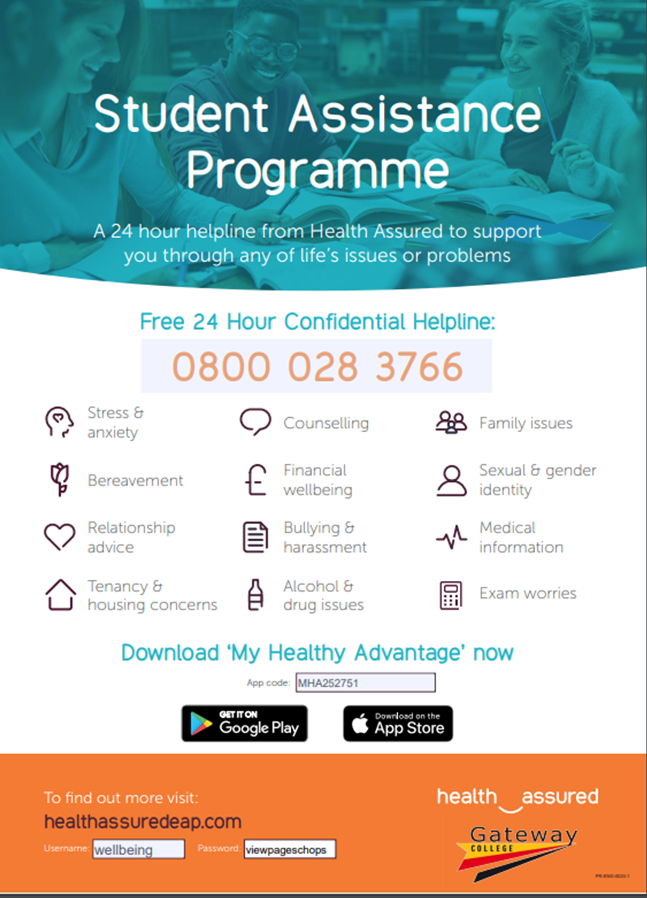 Student Assistance
Programme
A 24 hour helpline from Health Assured to support
you through any of life's issues or problems
Free 24 Hour Confidential Helpline:
0800 028 3766
Stress &
anxiety
Counselling
Family issues
Bereavement
Financial
wellbeing
Sexual & gender
identity
Relationship
advice
Bullying &
harassment
Medical
information
Tenancy &
housing concerns
Alcohol &
drug issues
Exam worries
Download 'My Healthy Advantage' now
App code: MHA252751
GET IT ON
Google Play
Download on the
App Store
To find out more visit:
healthassuredeap.com
Username: wellbeing Password: viewpageschops
health assured
Gateway
COLLEGE